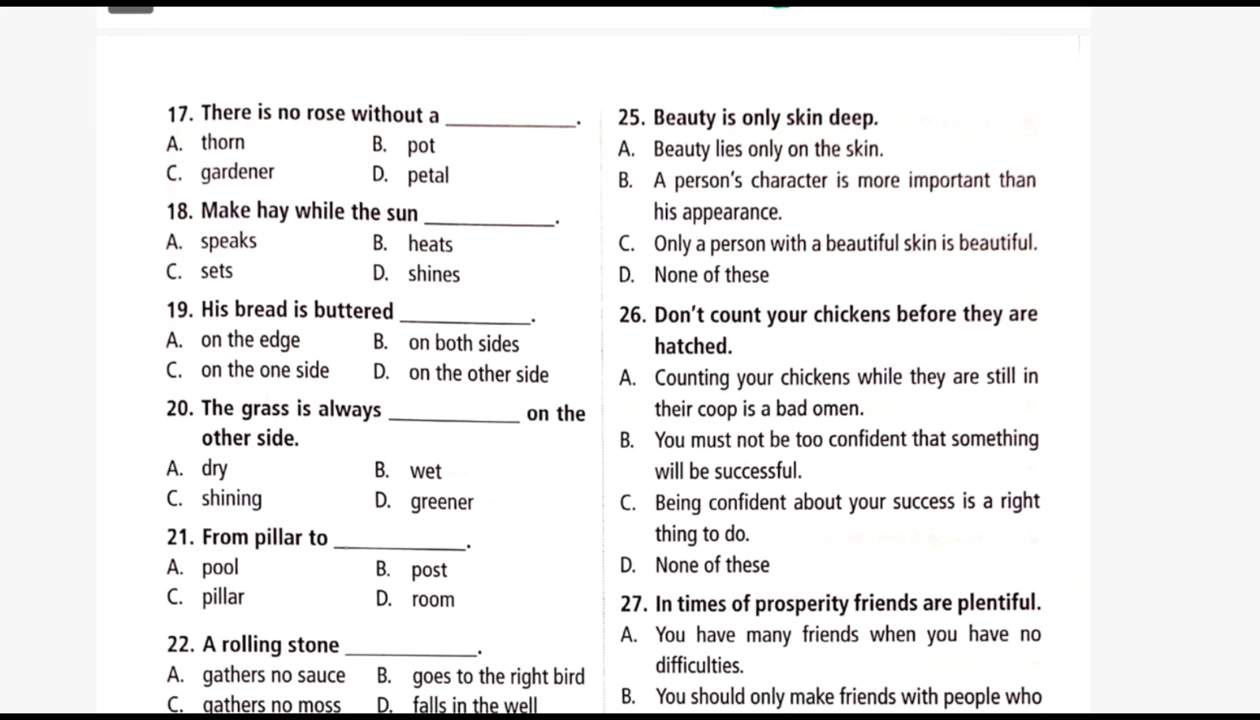 17. There is no rose without a __________.
A. thorn B. pot
C. gardener D. petal
18. Make hay while the sun __________.
A. speaks B. heats
C. sets D. shines
19. His bread is buttered __________.
A. on the edge B. on both sides
C. on the one side D. on the other side
20. The grass is always __________ on the
other side.
A. dry B. wet
C. shining D. greener
21. From pillar to __________.
A. pool B. post
C. pillar D. room
22. A rolling stone __________.
A. gathers no sauce B. goes to the right bird
C. gathers no moss D. falls in the well
25. Beauty is only skin deep.
A. Beauty lies only on the skin.
B. A person's character is more important than
his appearance.
C. Only a person with a beautiful skin is beautiful.
D. None of these
26. Don't count your chickens before they are
hatched.
A. Counting your chickens while they are still in
their coop is a bad omen.
B. You must not be too confident that something
will be successful.
C. Being confident about your success is a right
thing to do.
D. None of these
27. In times of prosperity friends are plentiful.
A. You have many friends when you have no
difficulties.
B. You should only make friends with people who